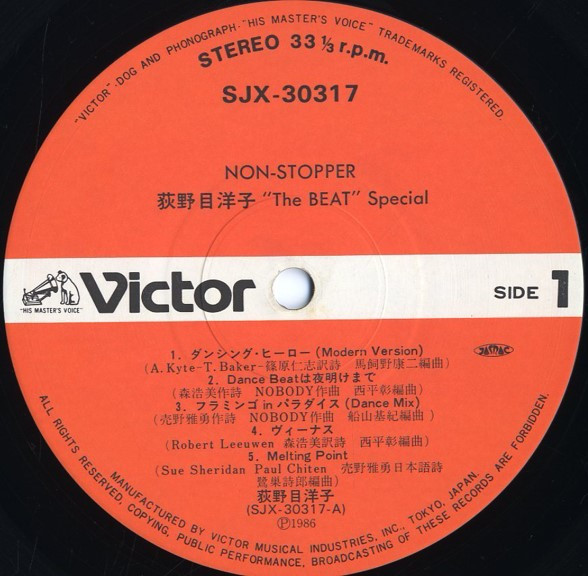 "VICTOR"·DOG AND PHONOGRAPH·"HIS MASTER'S VOICE" TRADEMARKS REGISTERED.
STEREO 33 1/3 r.p.m.
SJX-30317
NON-STOPPER
荻野目洋子 "The BEAT" Special
"HIS MASTER'S VOICE"
Victor
SIDE 1
1. ダンシング・ヒーロー (Modern Version)
(A.Kyte-T.Baker-篠原仁志訳詩 馬飼野康二編曲)
2. Dance Beatは夜明けまで
(森浩美作詩 NOBODY作曲 西平彰編曲)
3. フラミンゴ in パラダイス (Dance Mix)
(売野雅勇作詩 NOBODY作曲 船山基紀編曲)
4. ヴィーナス
(Robert Leeuwen 森浩美訳詩 西平彰編曲)
5. Melting Point
(Sue Sheridan Paul Chiten 売野雅勇日本語詩
鷺巣詩郎編曲)
荻野目洋子
(SJX-30317-A)
Ⓟ1986
JASRAC
ALL RIGHTS RESERVED. COPYING, PUBLIC PERFORMANCE, BROADCASTING OF THESE RECORDS ARE FORBIDDEN.
MANUFACTURED BY VICTOR MUSICAL INDUSTRIES, INC., TOKYO, JAPAN.